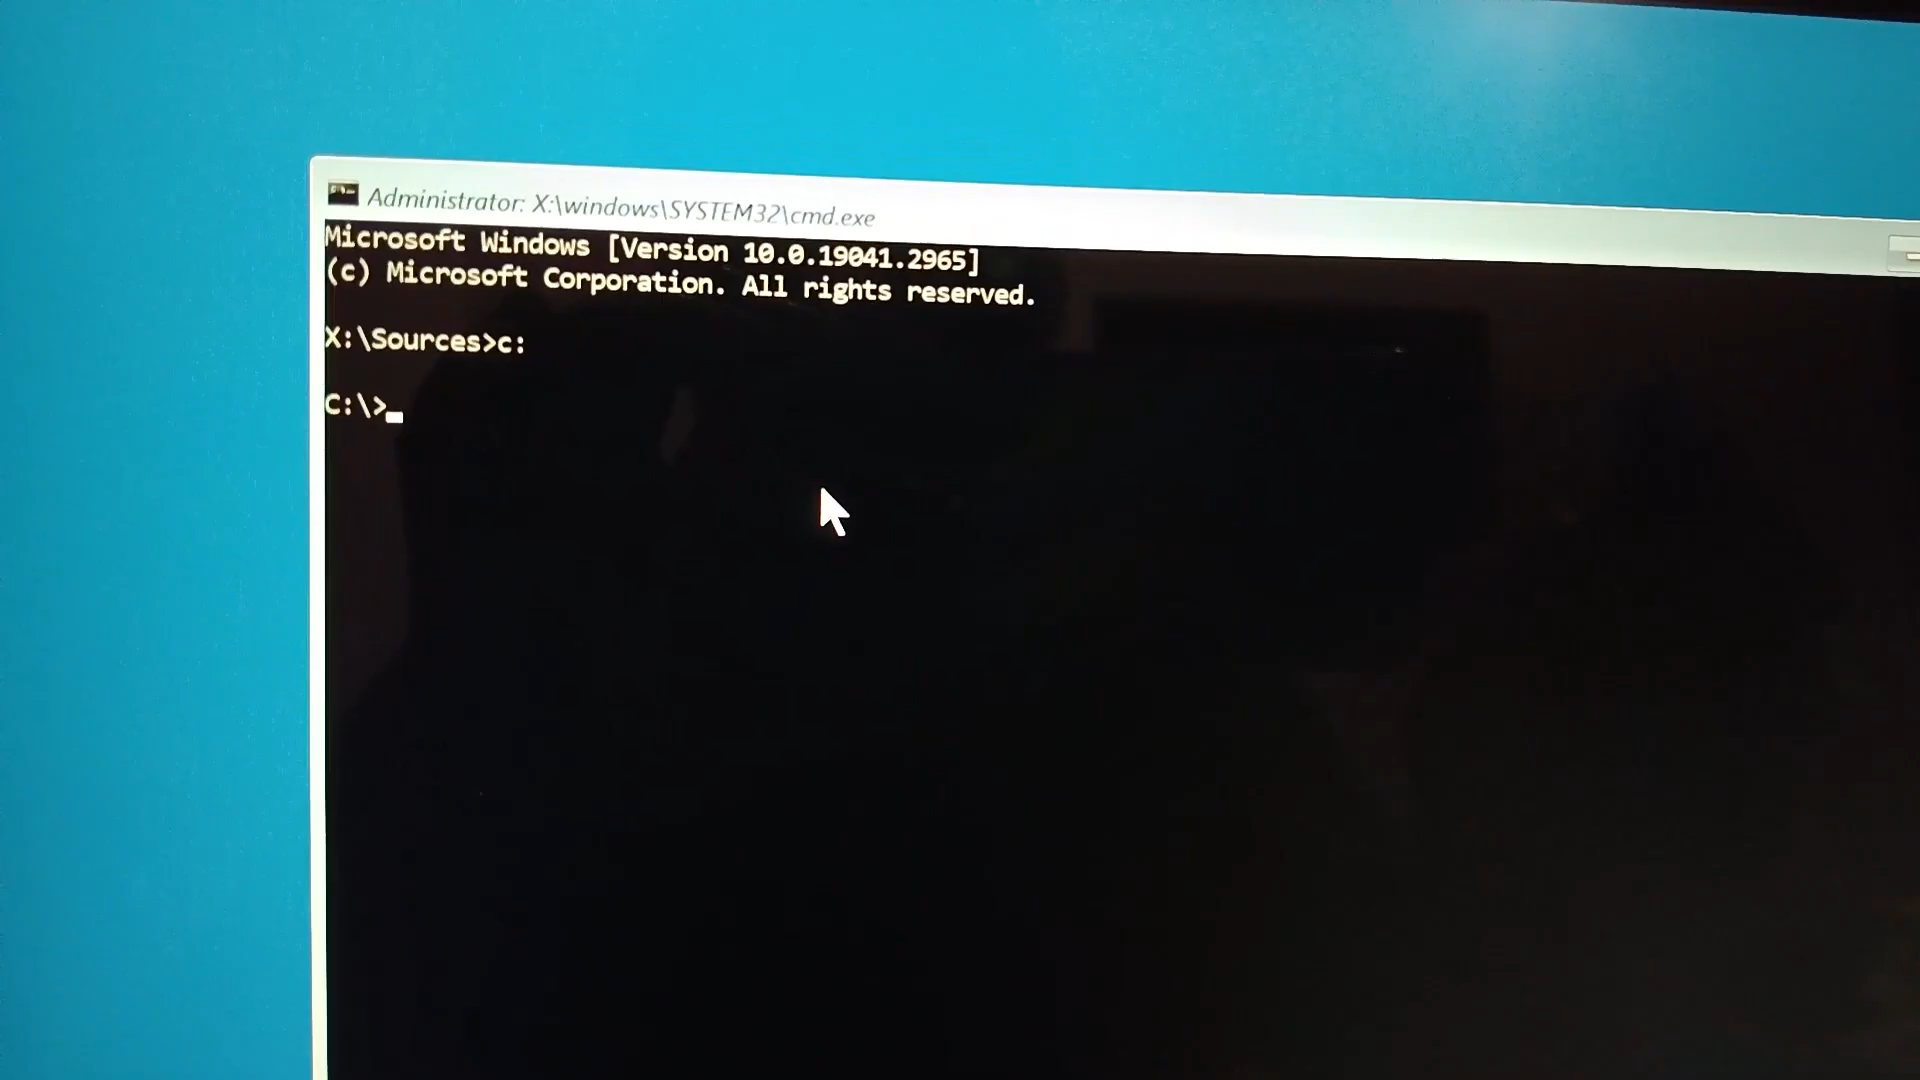 Administrator: X:\windows\SYSTEM32\cmd.exe
Microsoft Windows [Version 10.0.19041.2965]
(c) Microsoft Corporation. All rights reserved.
X:\Sources>c:
C:\>